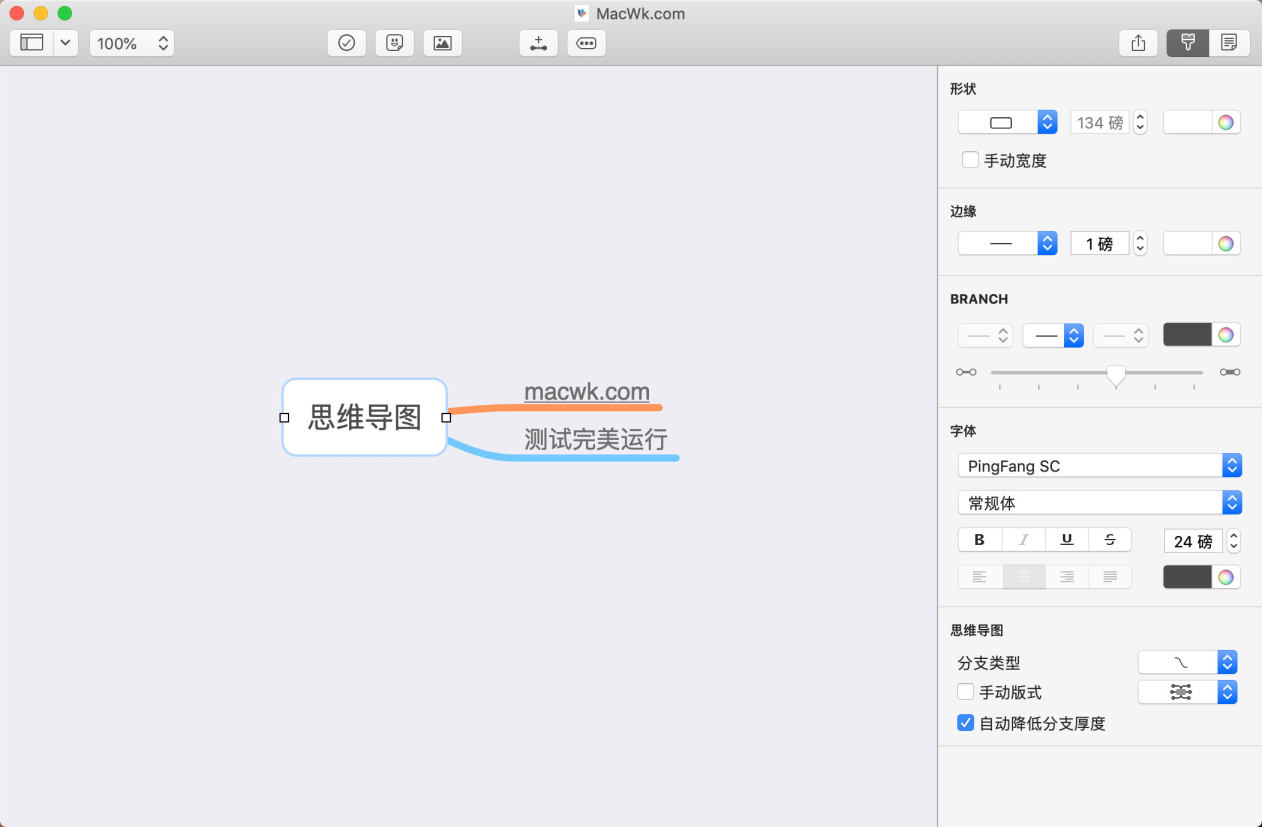 MacWk.com
100%
形状
134 磅
手动宽度
边缘
1 磅
BRANCH
macwk.com
思维导图
测试完美运行
字体
PingFang SC
常规体
B I U S
24 磅
思维导图
分支类型
手动版式
自动降低分支厚度